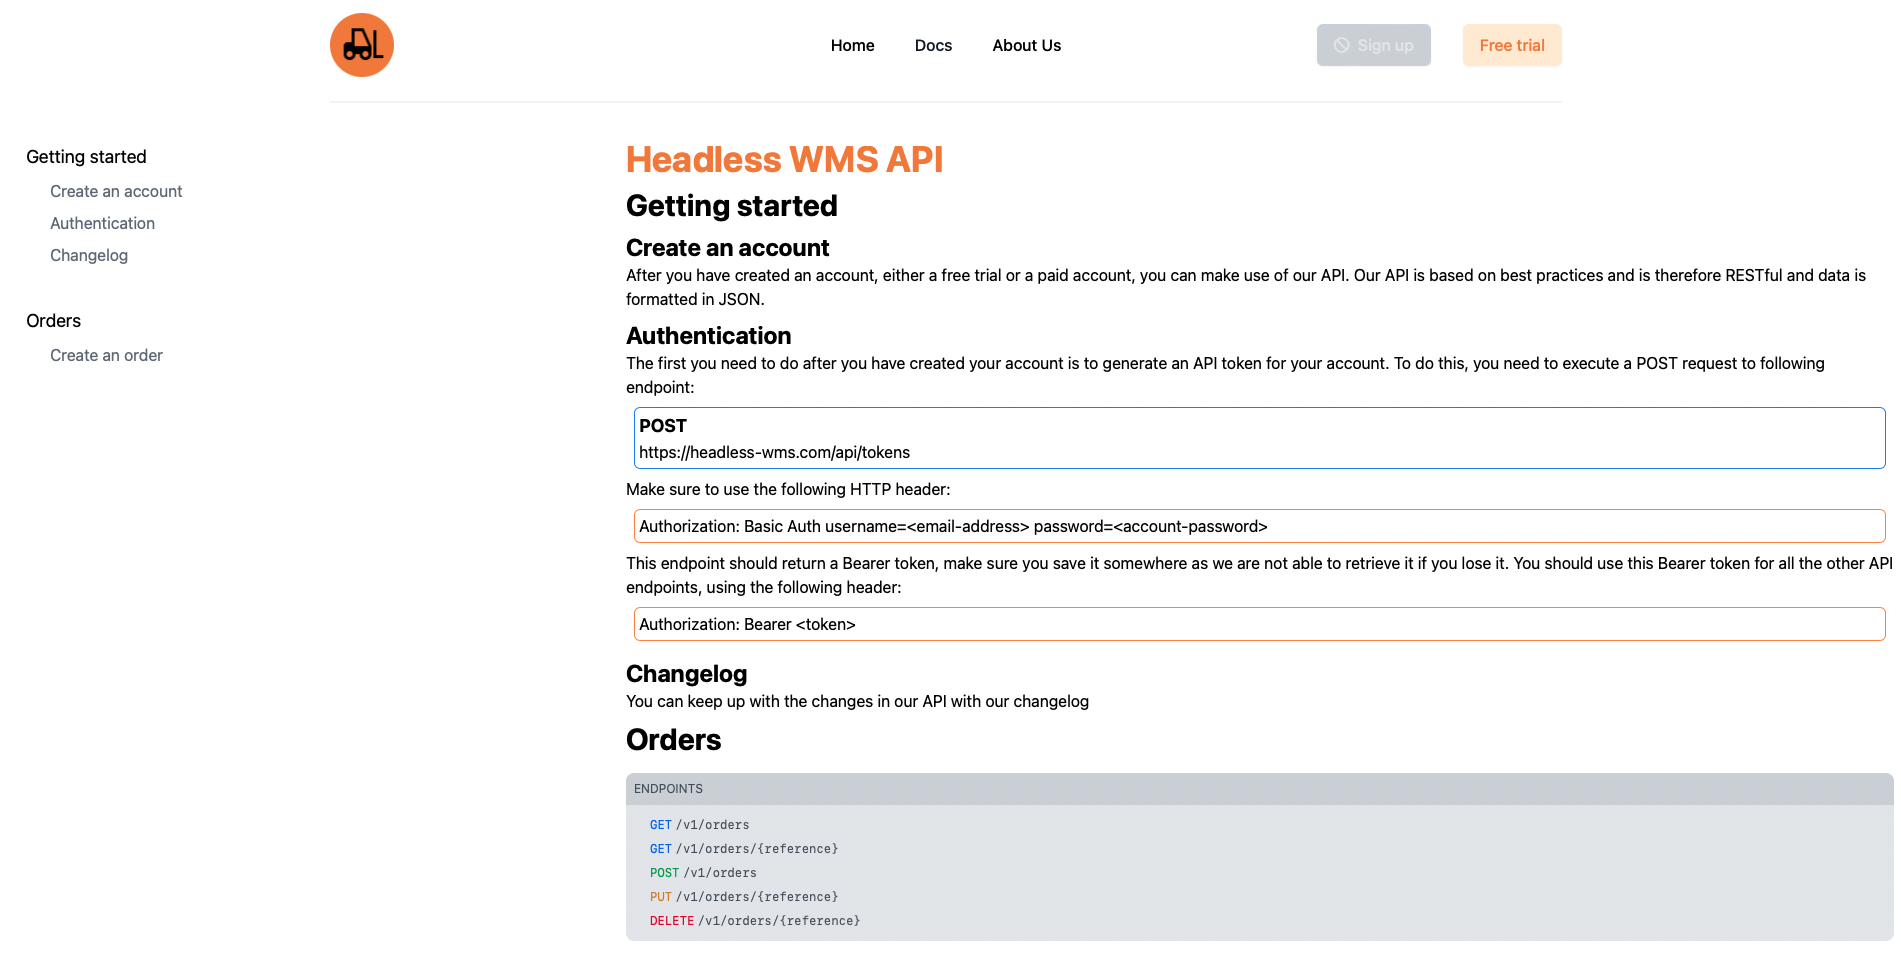 Home
Docs
About Us
Sign up
Free trial
Getting started
Create an account
Authentication
Changelog
Orders
Create an order
Headless WMS API
Getting started
Create an account
After you have created an account, either a free trial or a paid account, you can make use of our API. Our API is based on best practices and is therefore RESTful and data is
formatted in JSON.
Authentication
The first you need to do after you have created your account is to generate an API token for your account. To do this, you need to execute a POST request to following
endpoint:
POST
https://headless-wms.com/api/tokens
Make sure to use the following HTTP header:
Authorization: Basic Auth username=<email-address> password=<account-password>
This endpoint should return a Bearer token, make sure you save it somewhere as we are not able to retrieve it if you lose it. You should use this Bearer token for all the other API
endpoints, using the following header:
Authorization: Bearer <token>
Changelog
You can keep up with the changes in our API with our changelog
Orders
ENDPOINTS
GET /v1/orders
GET /v1/orders/{reference}
POST /v1/orders
PUT /v1/orders/{reference}
DELETE /v1/orders/{reference}